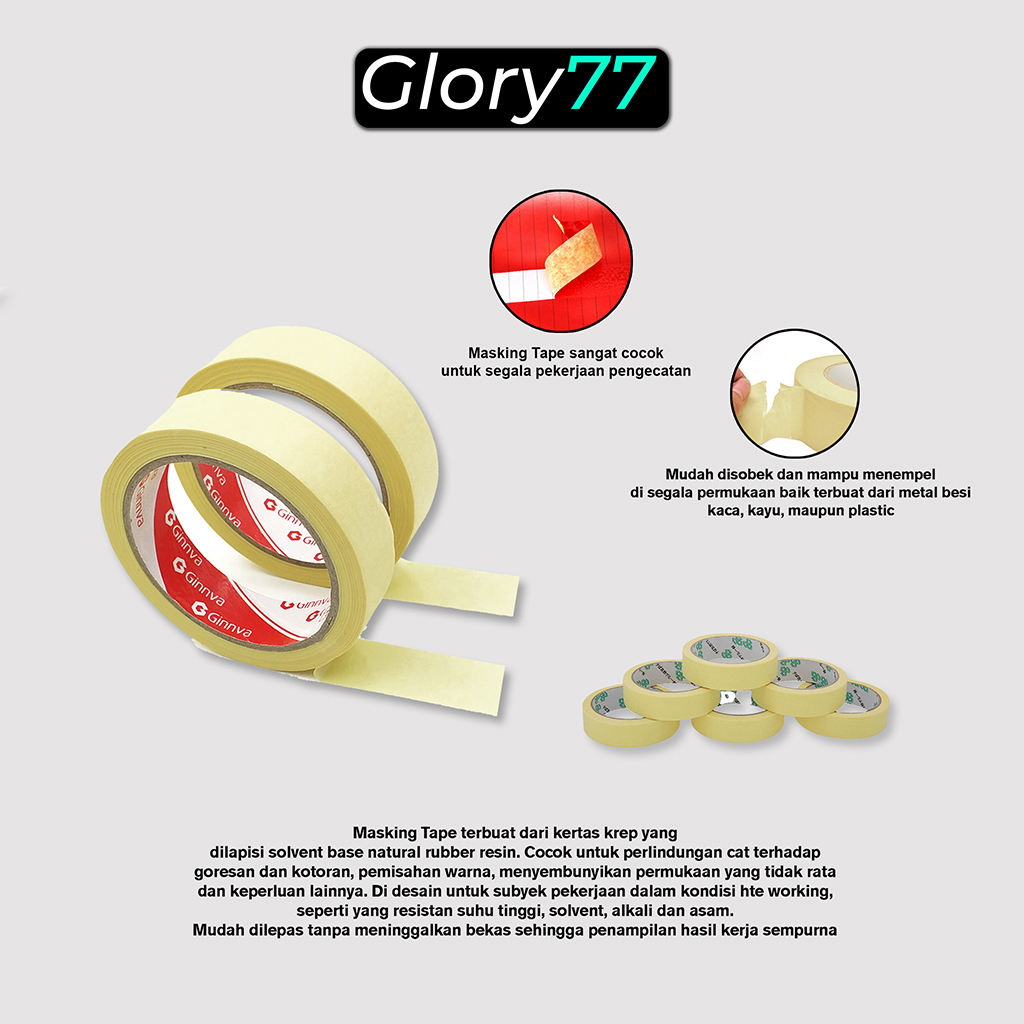 Glory77
Masking Tape sangat cocok
untuk segala pekerjaan pengecatan
Mudah disobek dan mampu menempel
di segala permukaan baik terbuat dari metal besi
kaca, kayu, maupun plastic
Ginnva
Ginnva
Ginnva
Ginnva
Ginnva
Masking Tape terbuat dari kertas krep yang
dilapisi solvent base natural rubber resin. Cocok untuk perlindungan cat terhadap
goresan dan kotoran, pemisahan warna, menyembunyikan permukaan yang tidak rata
dan keperluan lainnya. Di desain untuk subyek pekerjaan dalam kondisi hte working,
seperti yang resistan suhu tinggi, solvent, alkali dan asam.
Mudah dilepas tanpa meninggalkan bekas sehingga penampilan hasil kerja sempurna